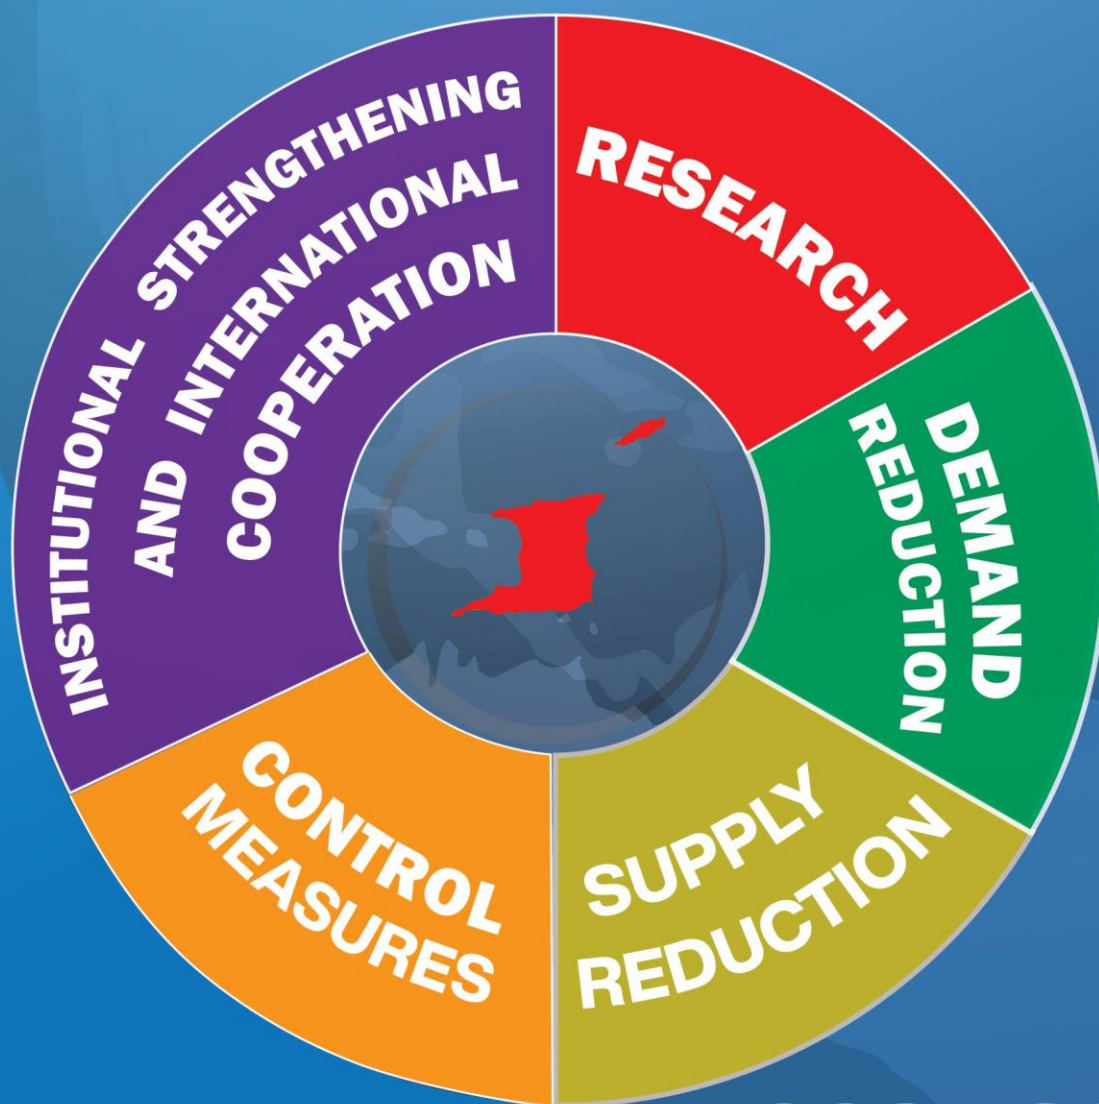 INSTITUTIONAL STRENGTHENING
AND INTERNATIONAL
COOPERATION
RESEARCH
DEMAND
REDUCTION
SUPPLY
REDUCTION
CONTROL
MEASURES